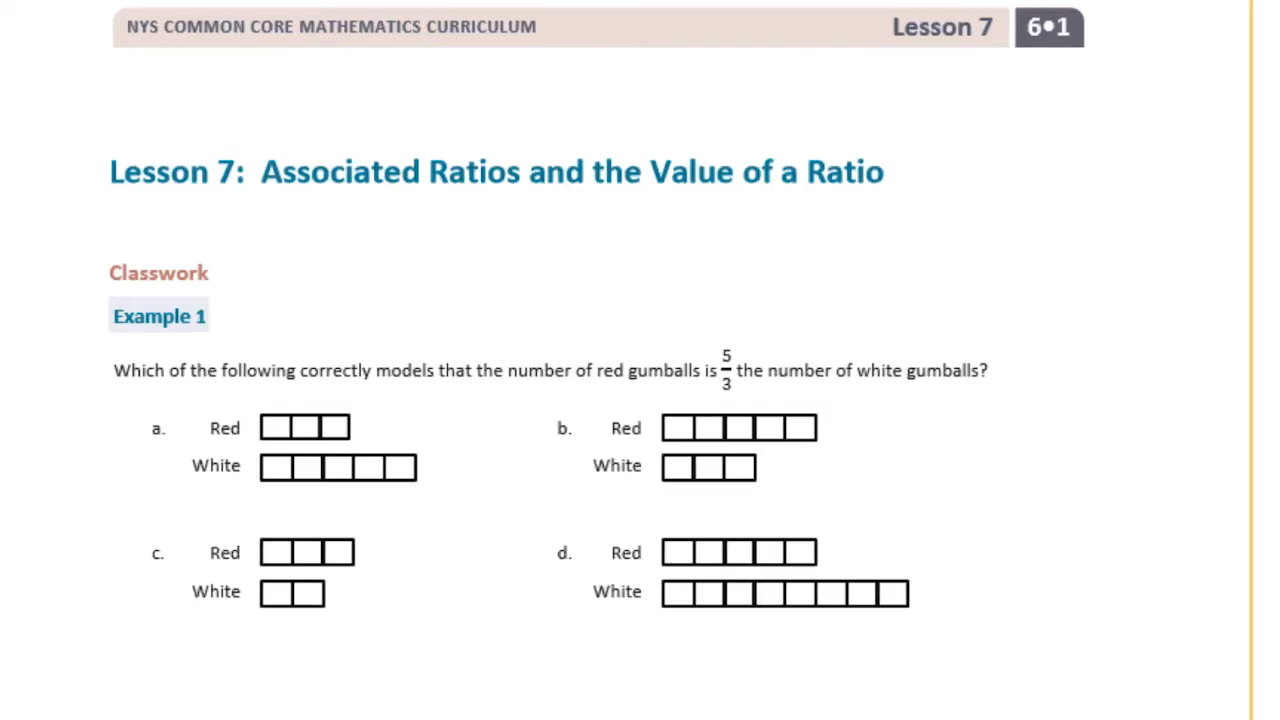 NYS COMMON CORE MATHEMATICS CURRICULUM Lesson 7 6•1
Lesson 7: Associated Ratios and the Value of a Ratio
Classwork
Example 1
Which of the following correctly models that the number of red gumballs is 5/3 the number of white gumballs?
a. Red
White
b. Red
White
c. Red
White
d. Red
White